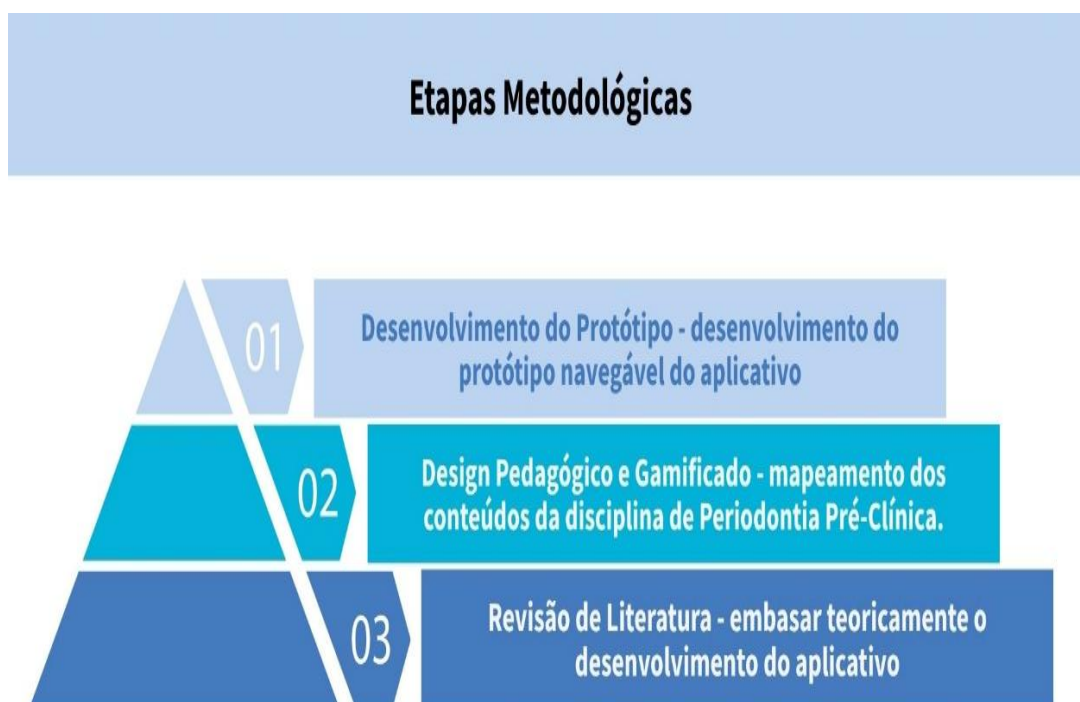 Etapas Metodológicas
01
Desenvolvimento do Protótipo - desenvolvimento do
protótipo navegável do aplicativo
02
Design Pedagógico e Gamificado - mapeamento dos
conteúdos da disciplina de Periodontia Pré-Clínica.
03
Revisão de Literatura - embasar teoricamente o
desenvolvimento do aplicativo